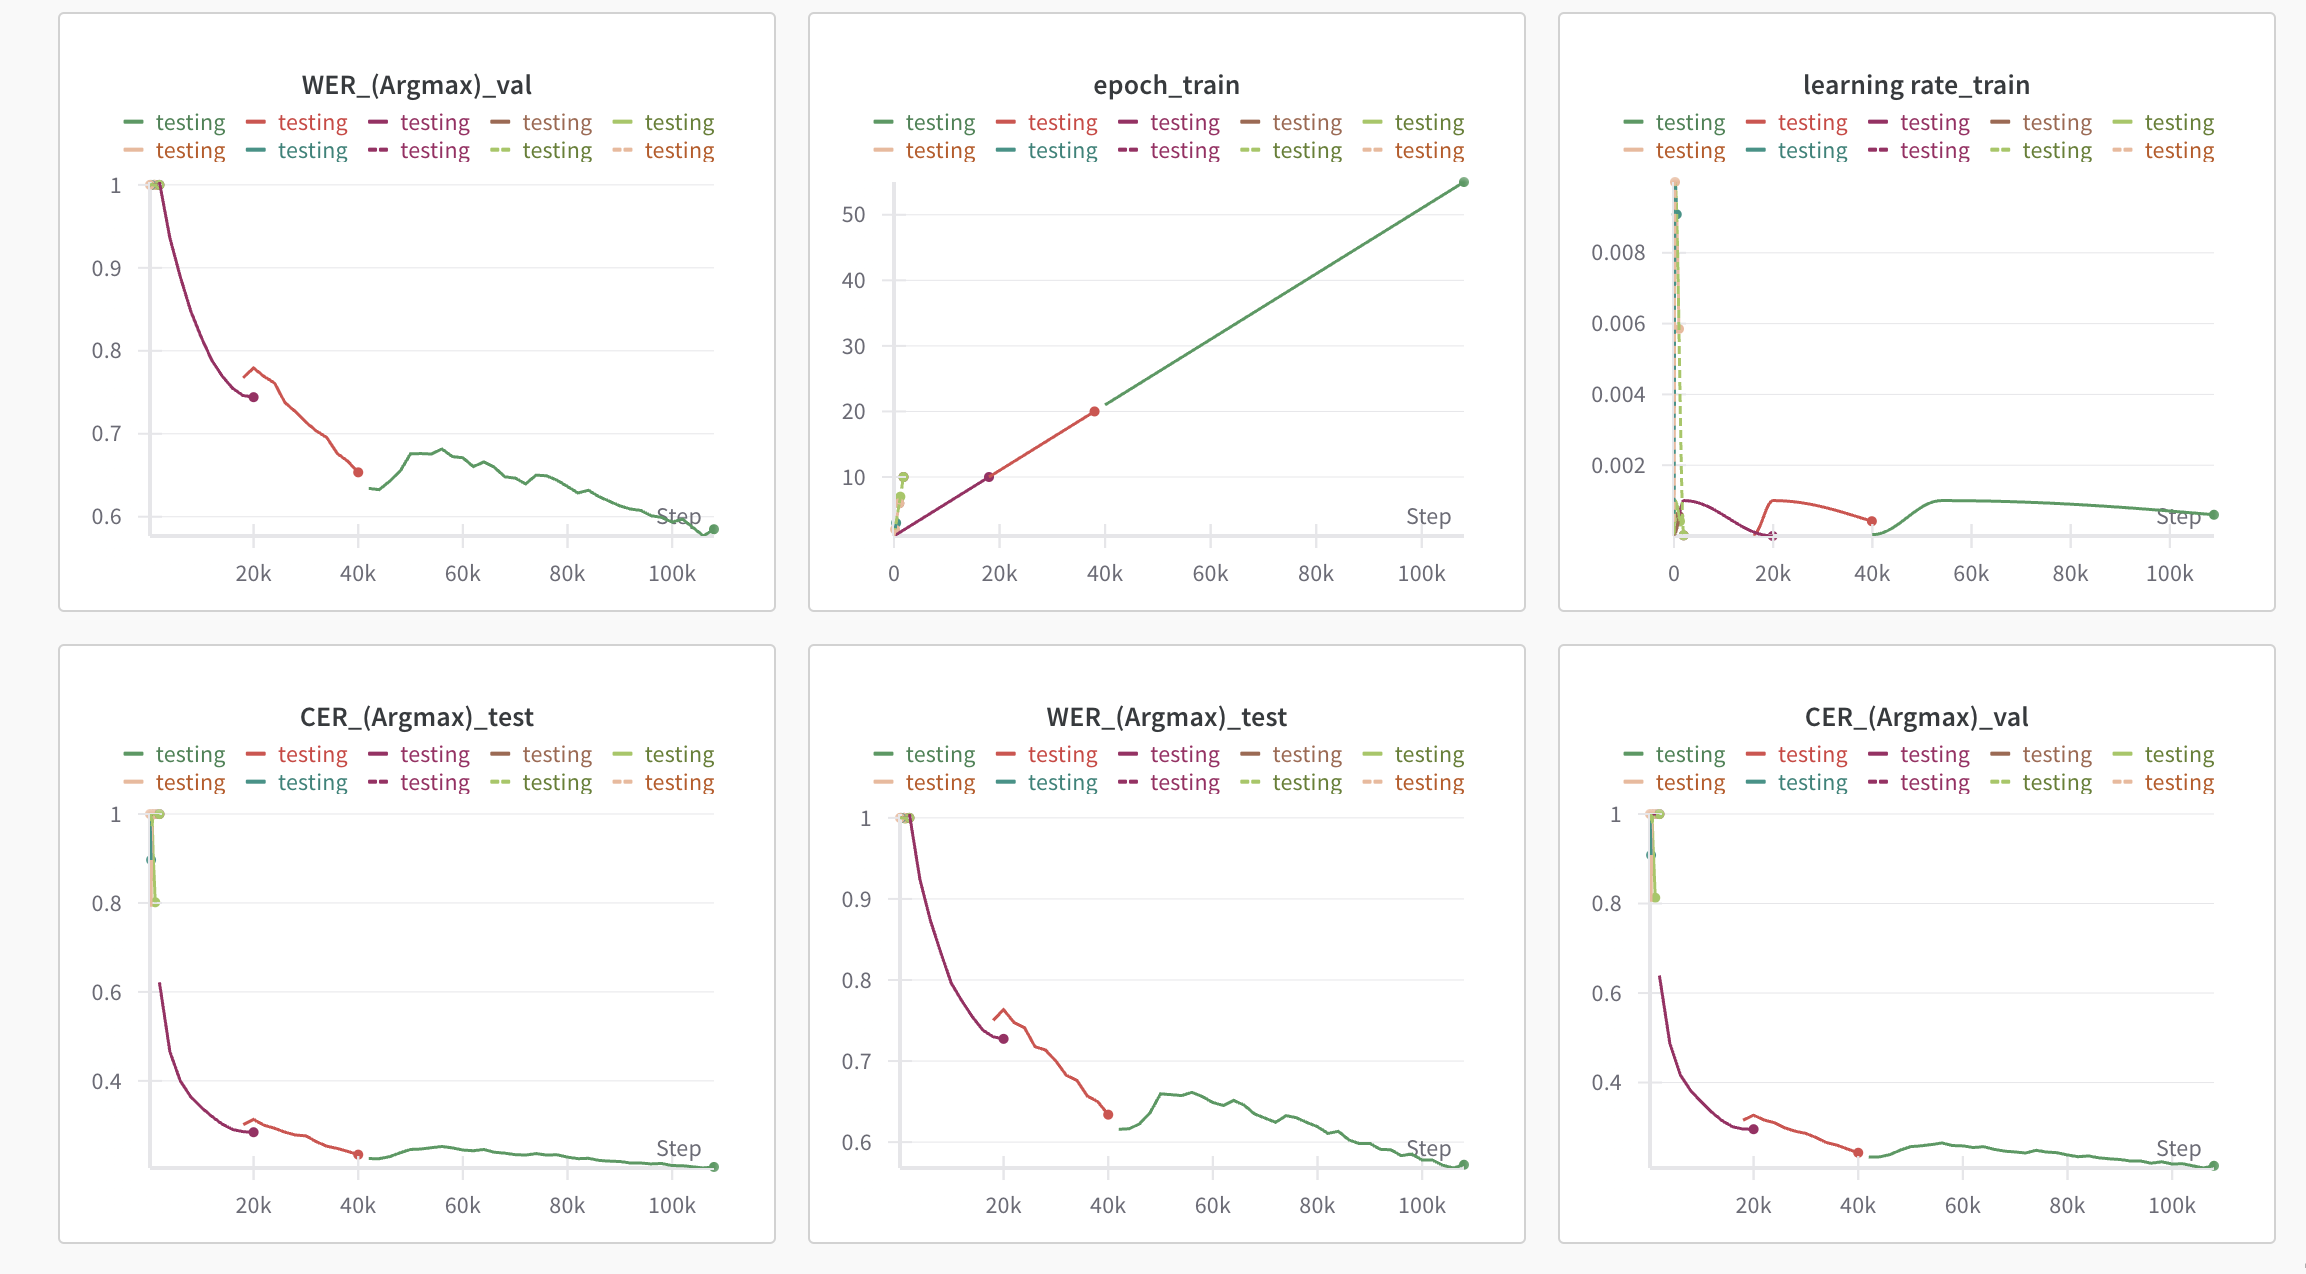 WER_(Argmax)_val
testing testing testing testing testing
testing testing testing testing testing
1
0.9
0.8
0.7
0.6
Step
20k 40k 60k 80k 100k
epoch_train
testing testing testing testing testing
testing testing testing testing testing
50
40
30
20
10
Step
0 20k 40k 60k 80k 100k
learning rate_train
testing testing testing testing testing
testing testing testing testing testing
0.008
0.006
0.004
0.002
Step
0 20k 40k 60k 80k 100k
CER_(Argmax)_test
testing testing testing testing testing
testing testing testing testing testing
1
0.8
0.6
0.4
Step
20k 40k 60k 80k 100k
WER_(Argmax)_test
testing testing testing testing testing
testing testing testing testing testing
1
0.9
0.8
0.7
0.6
Step
20k 40k 60k 80k 100k
CER_(Argmax)_val
testing testing testing testing testing
testing testing testing testing testing
1
0.8
0.6
0.4
Step
20k 40k 60k 80k 100k